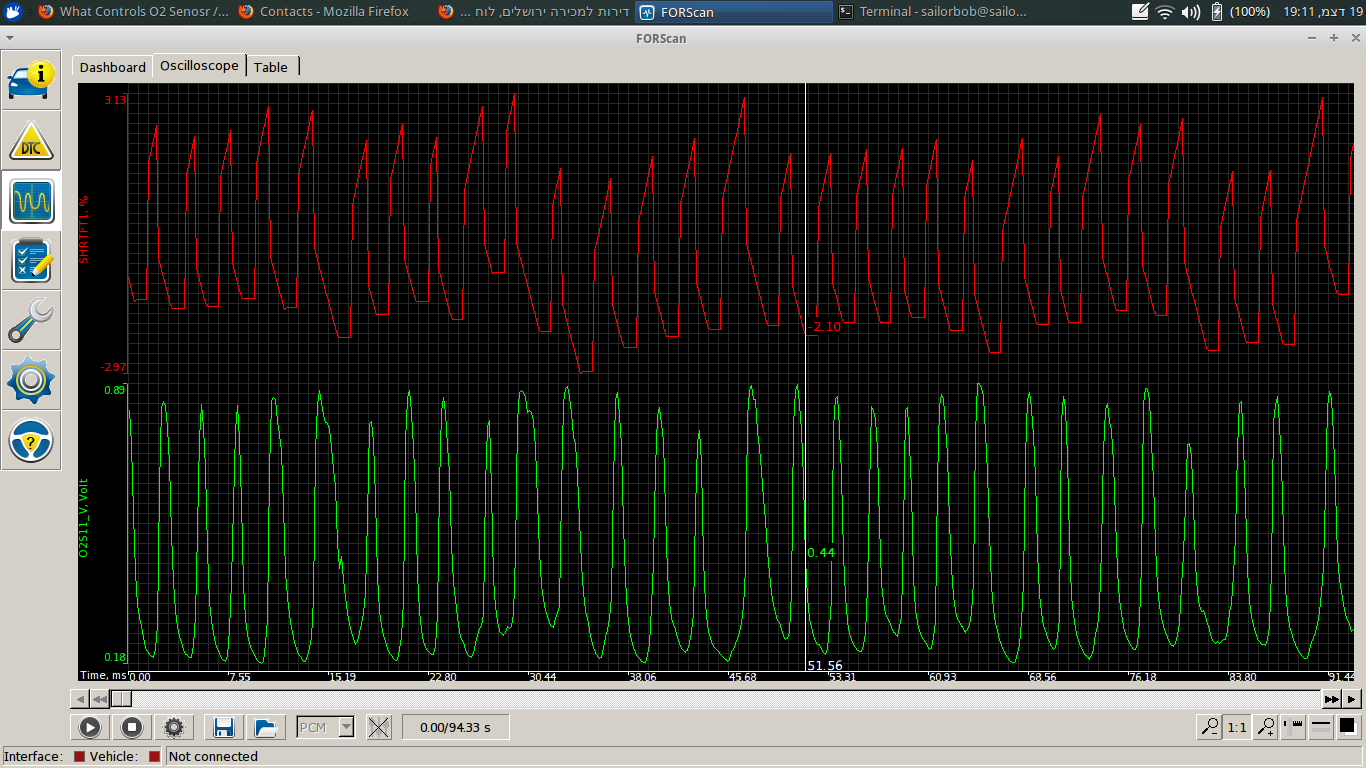 What Controls O2 Senosr /...
Contacts - Mozilla Firefox
דירות למכירה ירושלים, לוח ...
FORScan
Terminal - sailorbob@sailo...
(100%)
19 דצמ, 19:11
FORScan
Dashboard
Oscilloscope
Table
i
DTC
?
3.13
SHRTFT1, %
-2.10
-2.97
0.89
O2S11_V, Volt
0.44
0.18
51.56
Time, ms 0.00 7.55 15.19 22.80 30.44 38.06 45.68 53.31 60.93 68.56 76.18 83.80 91.44
PCM
0.00/94.33 s
1:1
Interface: Vehicle: Not connected